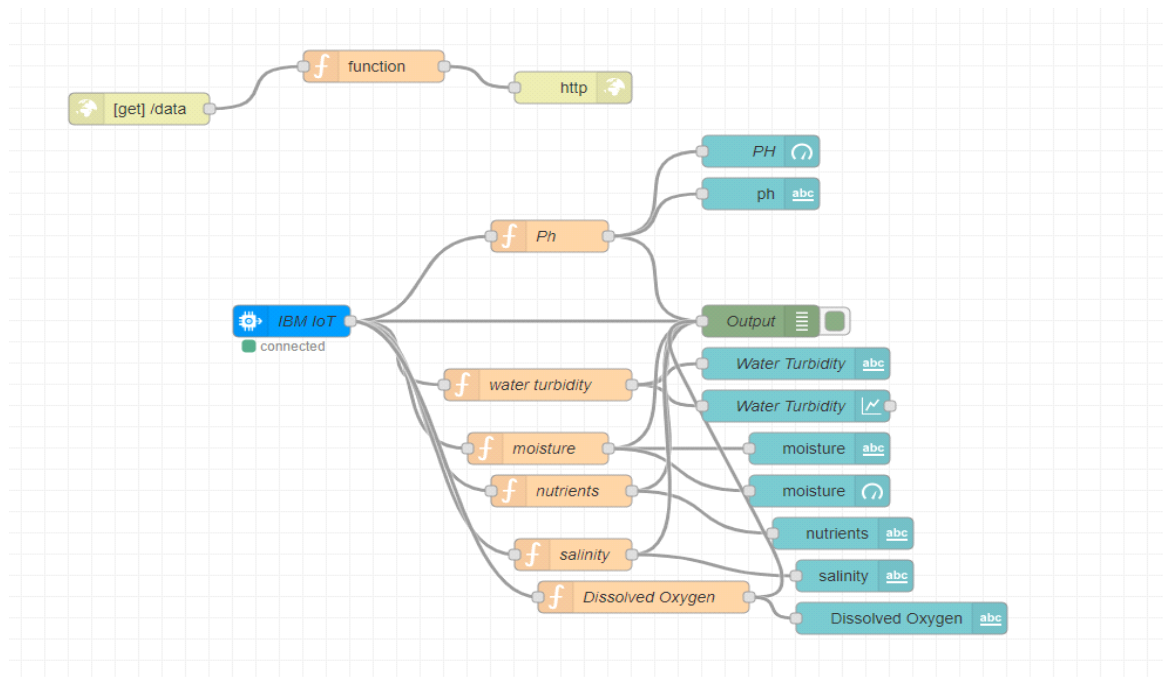 function
http
[get] /data
PH abc
ph abc
Ph
IBM IoT
connected
Output
Water Turbidity abc
water turbidity
Water Turbidity
moisture
moisture abc
nutrients
moisture
nutrients abc
salinity
salinity abc
Dissolved Oxygen
Dissolved Oxygen abc